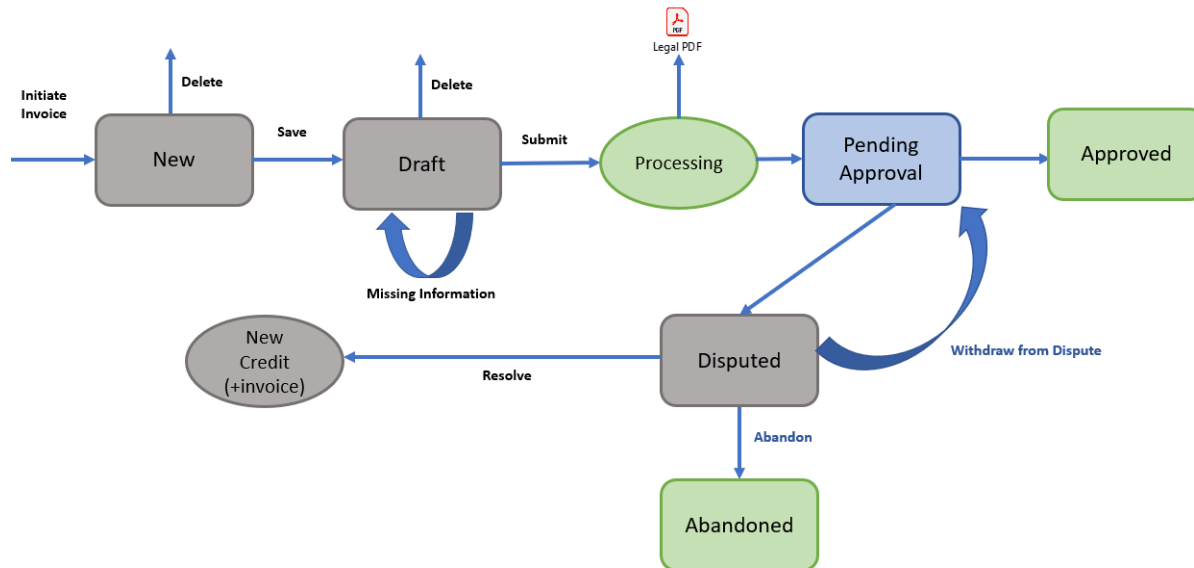 PDF
Legal PDF
Initiate
Invoice
Delete
Delete
New
Save
Draft
Submit
Processing
Pending
Approval
Approved
Missing Information
New
Credit
(+invoice)
Resolve
Disputed
Withdraw from Dispute
Abandon
Abandoned